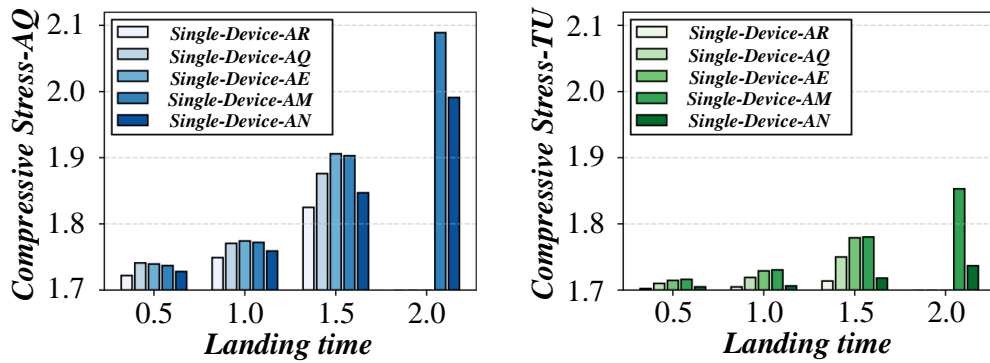 Compressive Stress-AQ
2.1
2.0
1.9
1.8
1.7
Single-Device-AR
Single-Device-AQ
Single-Device-AE
Single-Device-AM
Single-Device-AN
0.5 1.0 1.5 2.0
Landing time
Compressive Stress-TU
2.1
2.0
1.9
1.8
1.7
Single-Device-AR
Single-Device-AQ
Single-Device-AE
Single-Device-AM
Single-Device-AN
0.5 1.0 1.5 2.0
Landing time